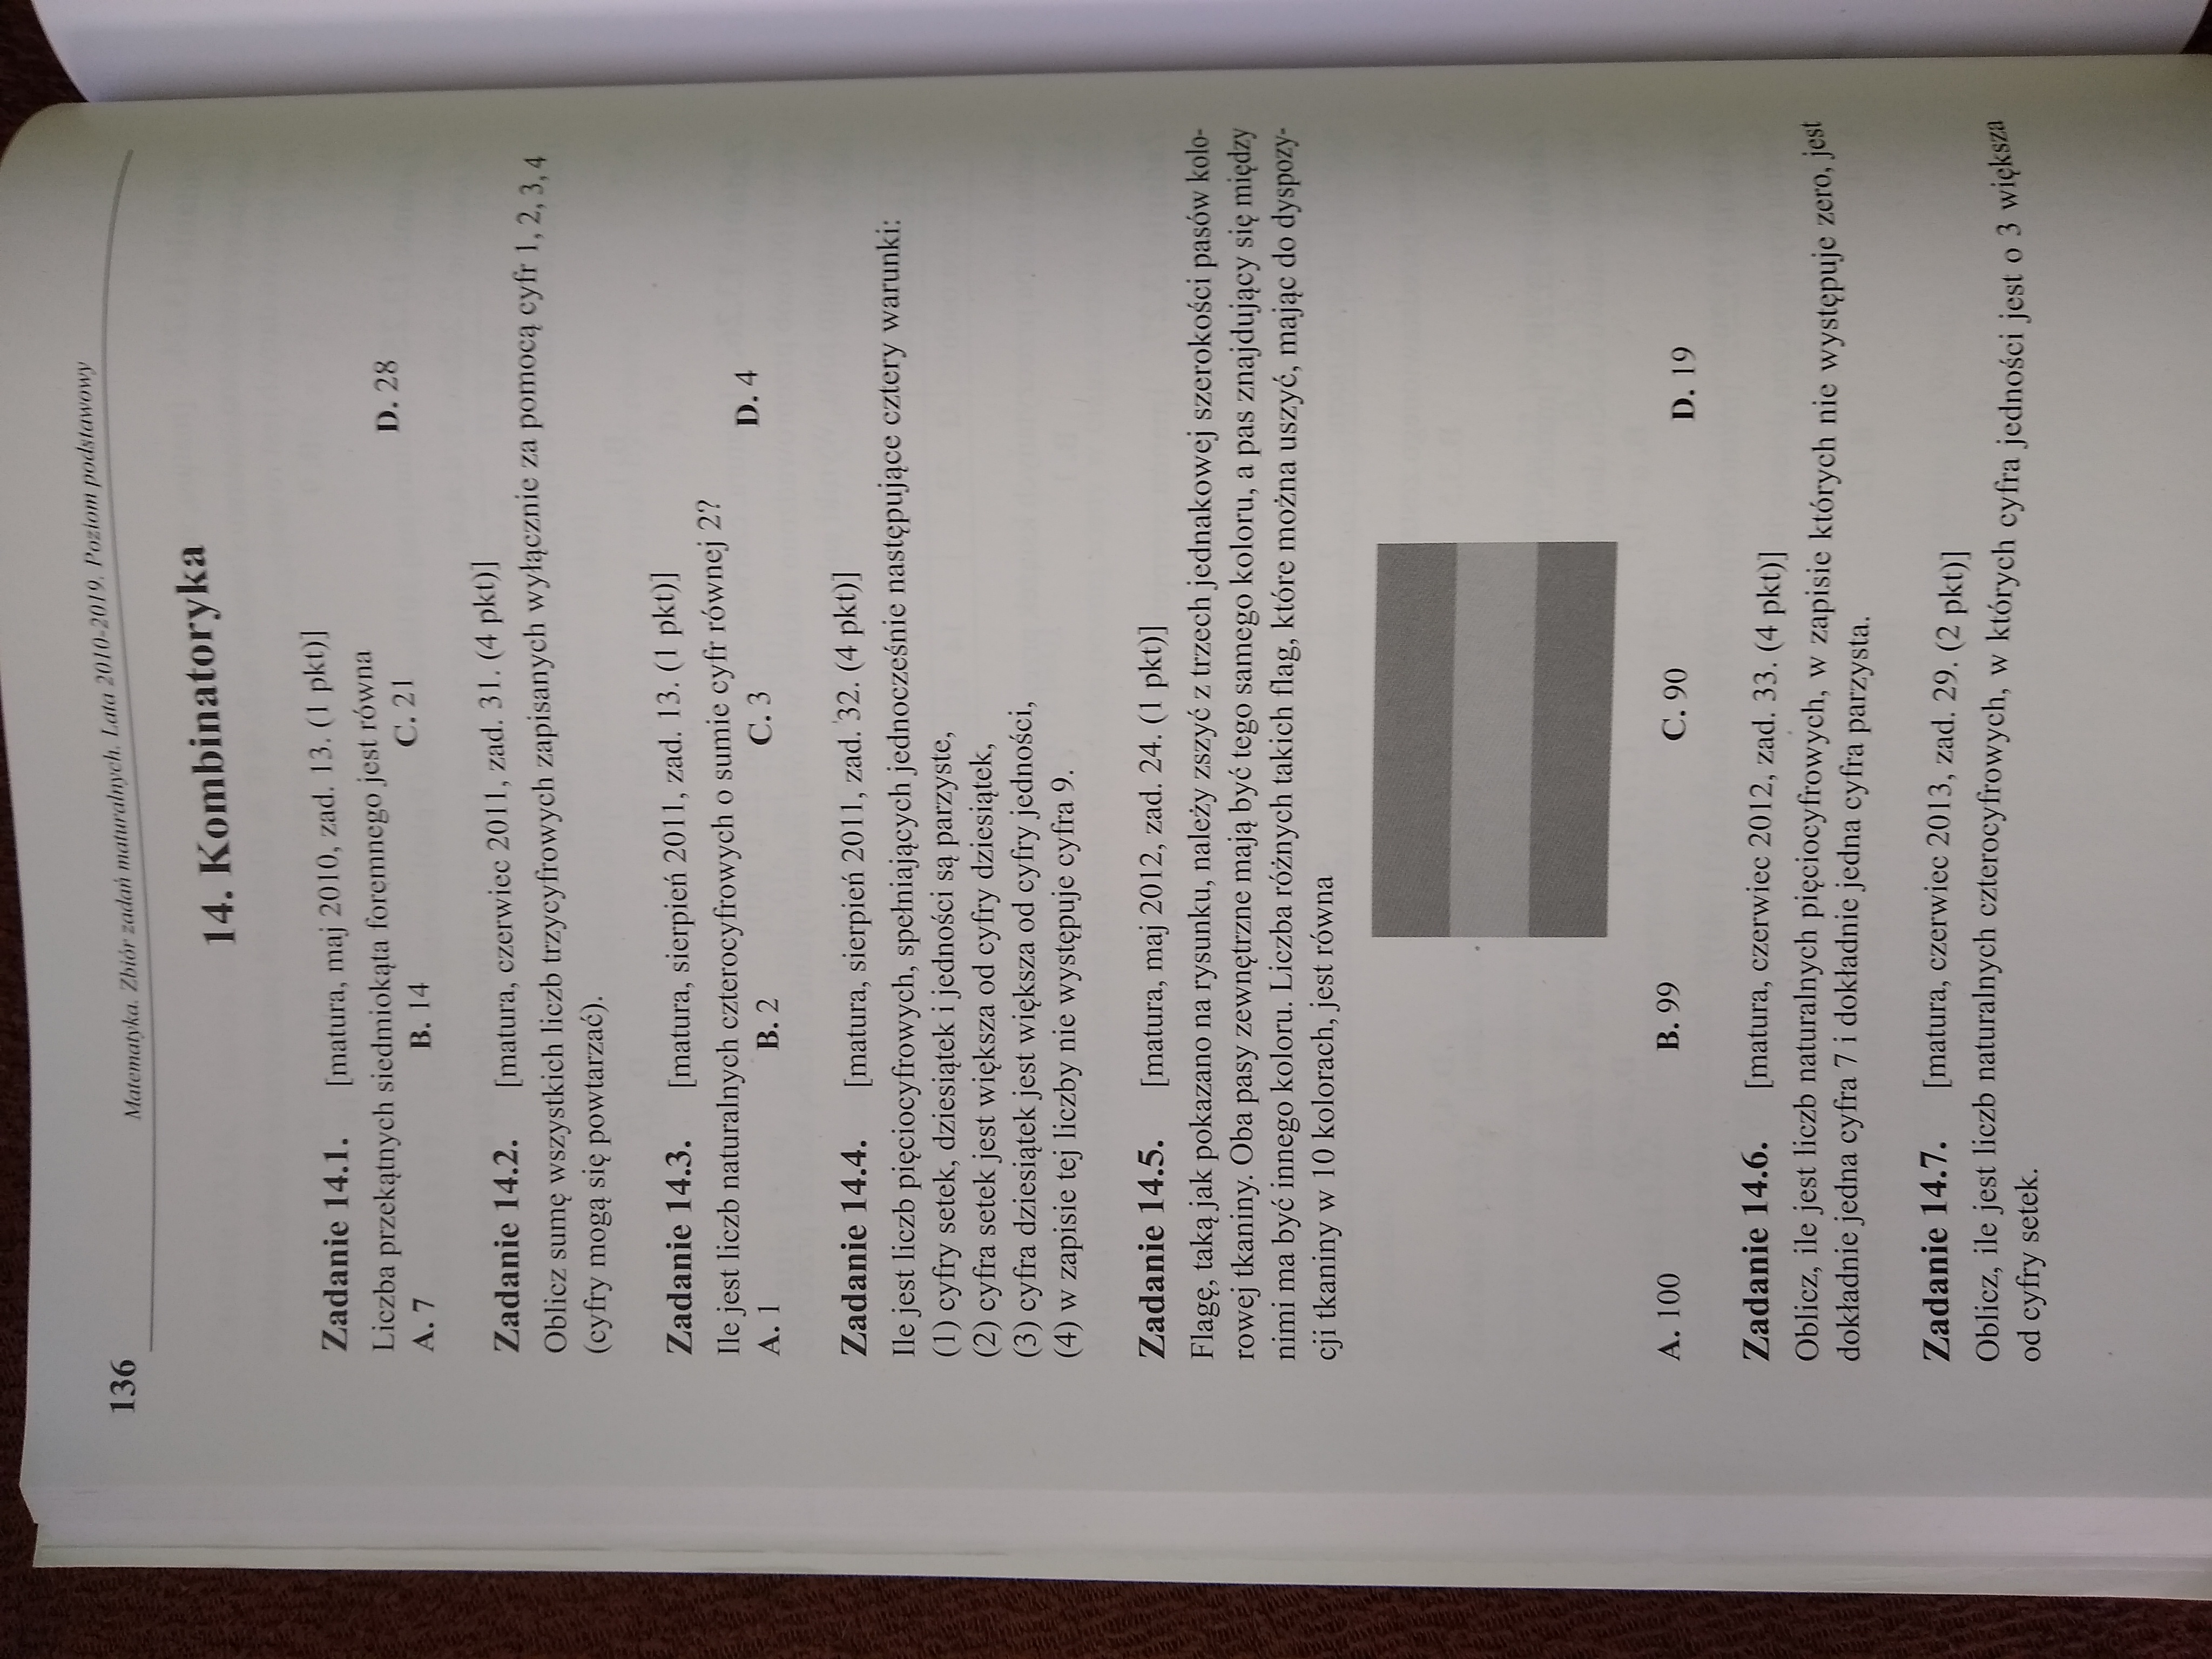 136
Matematyka. Zbiór zadań maturalnych. Lata 2010-2019. Poziom podstawowy
14. Kombinatoryka
Zadanie 14.1. [matura, maj 2010, zad. 13. (1 pkt)]
Liczba przekątnych siedmiokąta foremnego jest równa
A. 7 B. 14 C. 21 D. 28
Zadanie 14.2. [matura, czerwiec 2011, zad. 31. (4 pkt)]
Oblicz sumę wszystkich liczb trzycyfrowych zapisanych wyłącznie za pomocą cyfr 1, 2, 3, 4
(cyfry mogą się powtarzać).
Zadanie 14.3. [matura, sierpień 2011, zad. 13. (1 pkt)]
Ile jest liczb naturalnych czterocyfrowych o sumie cyfr równej 2?
A. 1 B. 2 C. 3 D. 4
Zadanie 14.4. [matura, sierpień 2011, zad. 32. (4 pkt)]
Ile jest liczb pięciocyfrowych, spełniających jednocześnie następujące cztery warunki:
(1) cyfry setek, dziesiątek i jedności są parzyste,
(2) cyfra setek jest większa od cyfry dziesiątek,
(3) cyfra dziesiątek jest większa od cyfry jedności,
(4) w zapisie tej liczby nie występuje cyfra 9.
Zadanie 14.5. [matura, maj 2012, zad. 24. (1 pkt)]
Flagę, taką jak pokazano na rysunku, należy zszyć z trzech jednakowej szerokości pasów kolo-
rowej tkaniny. Oba pasy zewnętrzne mają być tego samego koloru, a pas znajdujący się między
nimi ma być innego koloru. Liczba różnych takich flag, które można uszyć, mając do dyspozy-
cji tkaniny w 10 kolorach, jest równa
A. 100 B. 99 C. 90 D. 19
Zadanie 14.6. [matura, czerwiec 2012, zad. 33. (4 pkt)]
Oblicz, ile jest liczb naturalnych pięciocyfrowych, w zapisie których nie występuje zero, jest
dokładnie jedna cyfra 7 i dokładnie jedna cyfra parzysta.
Zadanie 14.7. [matura, czerwiec 2013, zad. 29. (2 pkt)]
Oblicz, ile jest liczb naturalnych czterocyfrowych, w których cyfra jedności jest o 3 większa
od cyfry setek.